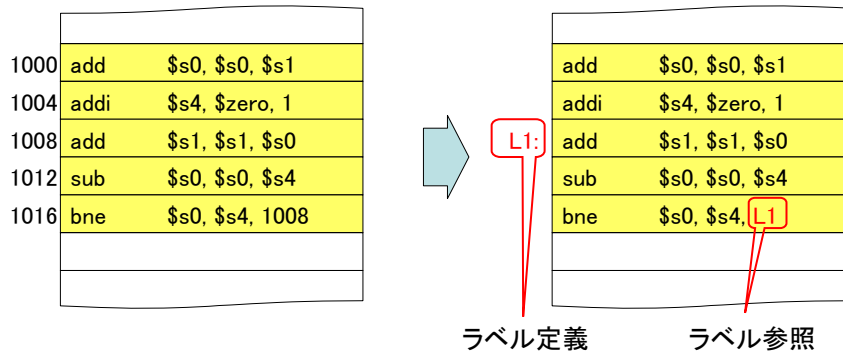 1000 add $s0, $s0, $s1
1004 addi $s4, $zero, 1
1008 add $s1, $s1, $s0
1012 sub $s0, $s0, $s4
1016 bne $s0, $s4, 1008
add $s0, $s0, $s1
addi $s4, $zero, 1
L1: add $s1, $s1, $s0
sub $s0, $s0, $s4
bne $s0, $s4, L1
ラベル定義 ラベル参照